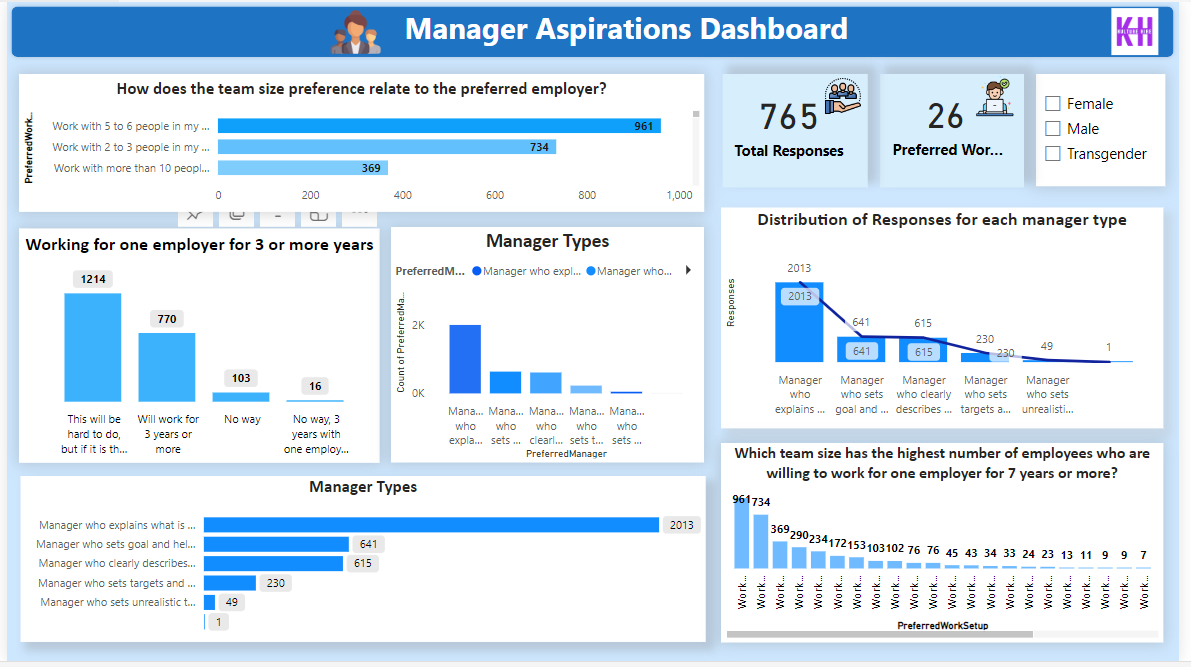 Manager Aspirations Dashboard
KH
How does the team size preference relate to the preferred employer?
PreferredWork...
Work with 5 to 6 people in my ...
961
Work with 2 to 3 people in my ...
734
Work with more than 10 peopl...
369
0
200
400
600
800
1,000
765
Total Responses
26
Preferred Wor...
Female
Male
Transgender
Working for one employer for 3 or more years
1214
770
103
16
This will be
hard to do,
but if it is th...
Will work for
3 years or
more
No way
No way, 3
years with
one employ...
Manager Types
PreferredM...
Manager who expl...
Manager who...
Count of PreferredMa...
2K
0K
Mana...
who
expla...
Mana...
who
sets ...
Mana...
who
clearl...
Mana...
who
sets t...
Mana...
who
sets ...
PreferredManager
Distribution of Responses for each manager type
Responses
2013
2013
641
641
615
615
230
230
49
1
Manager
who
explains ...
Manager
who sets
goal and ...
Manager
who clearly
describes ...
Manager
who sets
targets a...
Manager
who sets
unrealisti...
Manager Types
Manager who explains what is ...
2013
Manager who sets goal and hel...
641
Manager who clearly describes...
615
Manager who sets targets and ...
230
Manager who sets unrealistic t...
49
1
Which team size has the highest number of employees who are
willing to work for one employer for 7 years or more?
961 734 369 290 234 172 153 103 102 76 76 45 43 34 33 24 23 13 11 9 9 7
Work... Work... Work... Work... Work... Work... Work... Work... Work... Work... Work... Work... Work... Work... Work... Work... Work... Work... Work... Work... Work... Work...
PreferredWorkSetup